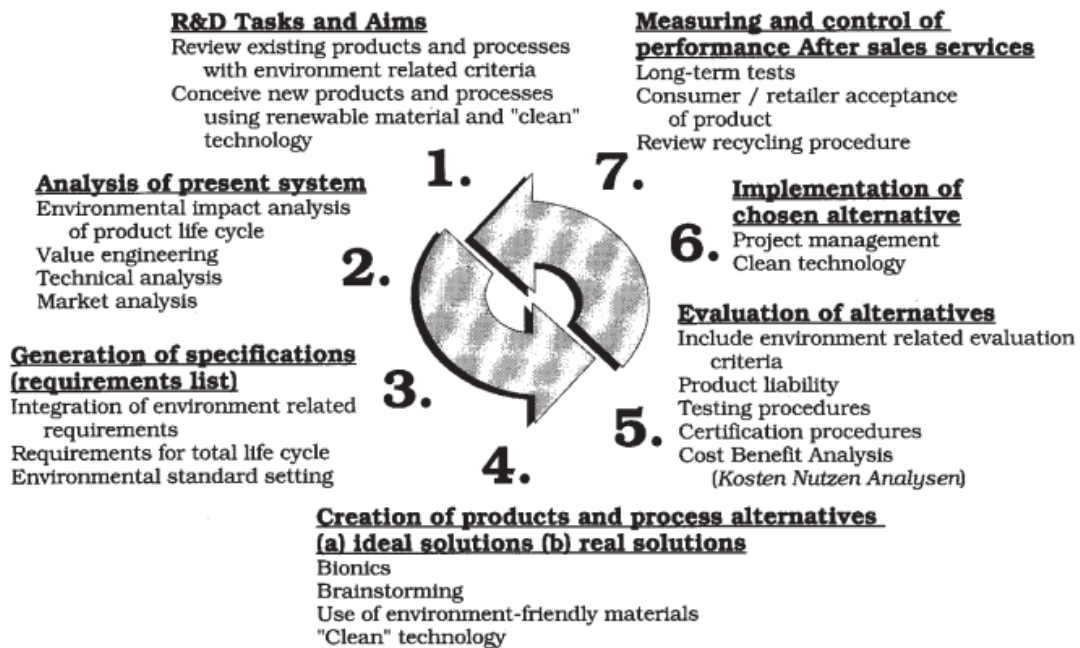 R&D Tasks and Aims
Review existing products and processes
with environment related criteria
Conceive new products and processes
using renewable material and "clean"
technology
1.
Analysis of present system
Environmental impact analysis
of product life cycle
Value engineering
Technical analysis
Market analysis
2.
Generation of specifications
(requirements list)
Integration of environment related
requirements
Requirements for total life cycle
Environmental standard setting
3.
4.
Creation of products and process alternatives
(a) ideal solutions (b) real solutions
Bionics
Brainstorming
Use of environment-friendly materials
"Clean" technology
5.
Evaluation of alternatives
Include environment related evaluation
criteria
Product liability
Testing procedures
Certification procedures
Cost Benefit Analysis
(Kosten Nutzen Analysen)
6.
Implementation of
chosen alternative
Project management
Clean technology
7.
Measuring and control of
performance After sales services
Long-term tests
Consumer / retailer acceptance
of product
Review recycling procedure